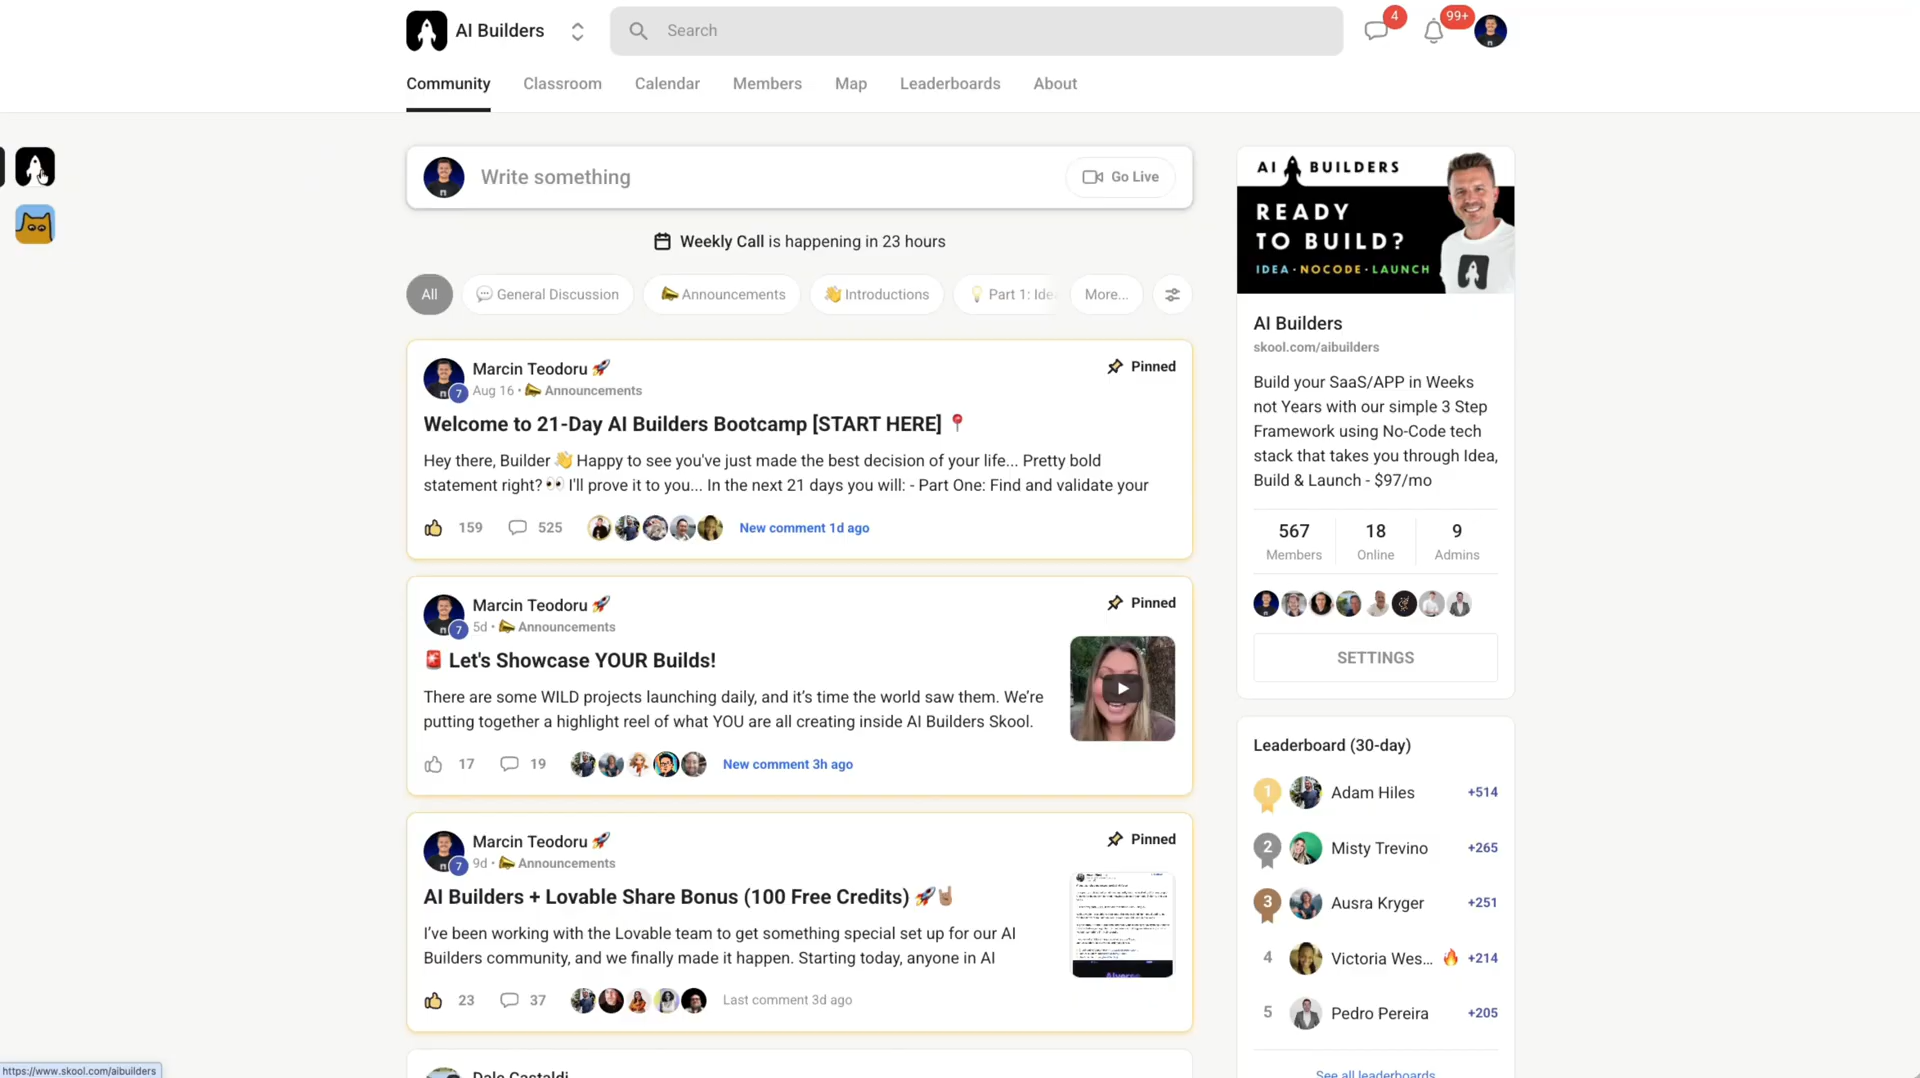 AI Builders
Search
4
99+
Community
Classroom
Calendar
Members
Map
Leaderboards
About
Write something
Go Live
Weekly Call is happening in 23 hours
All
General Discussion
Announcements
Introductions
Part 1: Ide
More...
Marcin Teodoru
7
Aug 16 • Announcements
Pinned
Welcome to 21-Day AI Builders Bootcamp [START HERE]
Hey there, Builder 👋 Happy to see you've just made the best decision of your life... Pretty bold
statement right? 👀 I'll prove it to you... In the next 21 days you will: - Part One: Find and validate your
159
525
New comment 1d ago
Marcin Teodoru
7
5d • Announcements
Pinned
Let's Showcase YOUR Builds!
There are some WILD projects launching daily, and it’s time the world saw them. We’re
putting together a highlight reel of what YOU are all creating inside AI Builders Skool.
17
19
New comment 3h ago
Marcin Teodoru
7
9d • Announcements
Pinned
AI Builders + Lovable Share Bonus (100 Free Credits)
I’ve been working with the Lovable team to get something special set up for our AI
Builders community, and we finally made it happen. Starting today, anyone in AI
23
37
Last comment 3d ago
Dale Castaldi
AI BUILDERS
READY
TO BUILD?
IDEA · NOCODE · LAUNCH
AI Builders
skool.com/aibuilders
Build your SaaS/APP in Weeks
not Years with our simple 3 Step
Framework using No-Code tech
stack that takes you through Idea,
Build & Launch - $97/mo
567
Members
18
Online
9
Admins
SETTINGS
Leaderboard (30-day)
1
Adam Hiles
+514
2
Misty Trevino
+265
3
Ausra Kryger
+251
4
Victoria Wes...
+214
5
Pedro Pereira
+205
See all leaderboards
https://www.skool.com/aibuilders